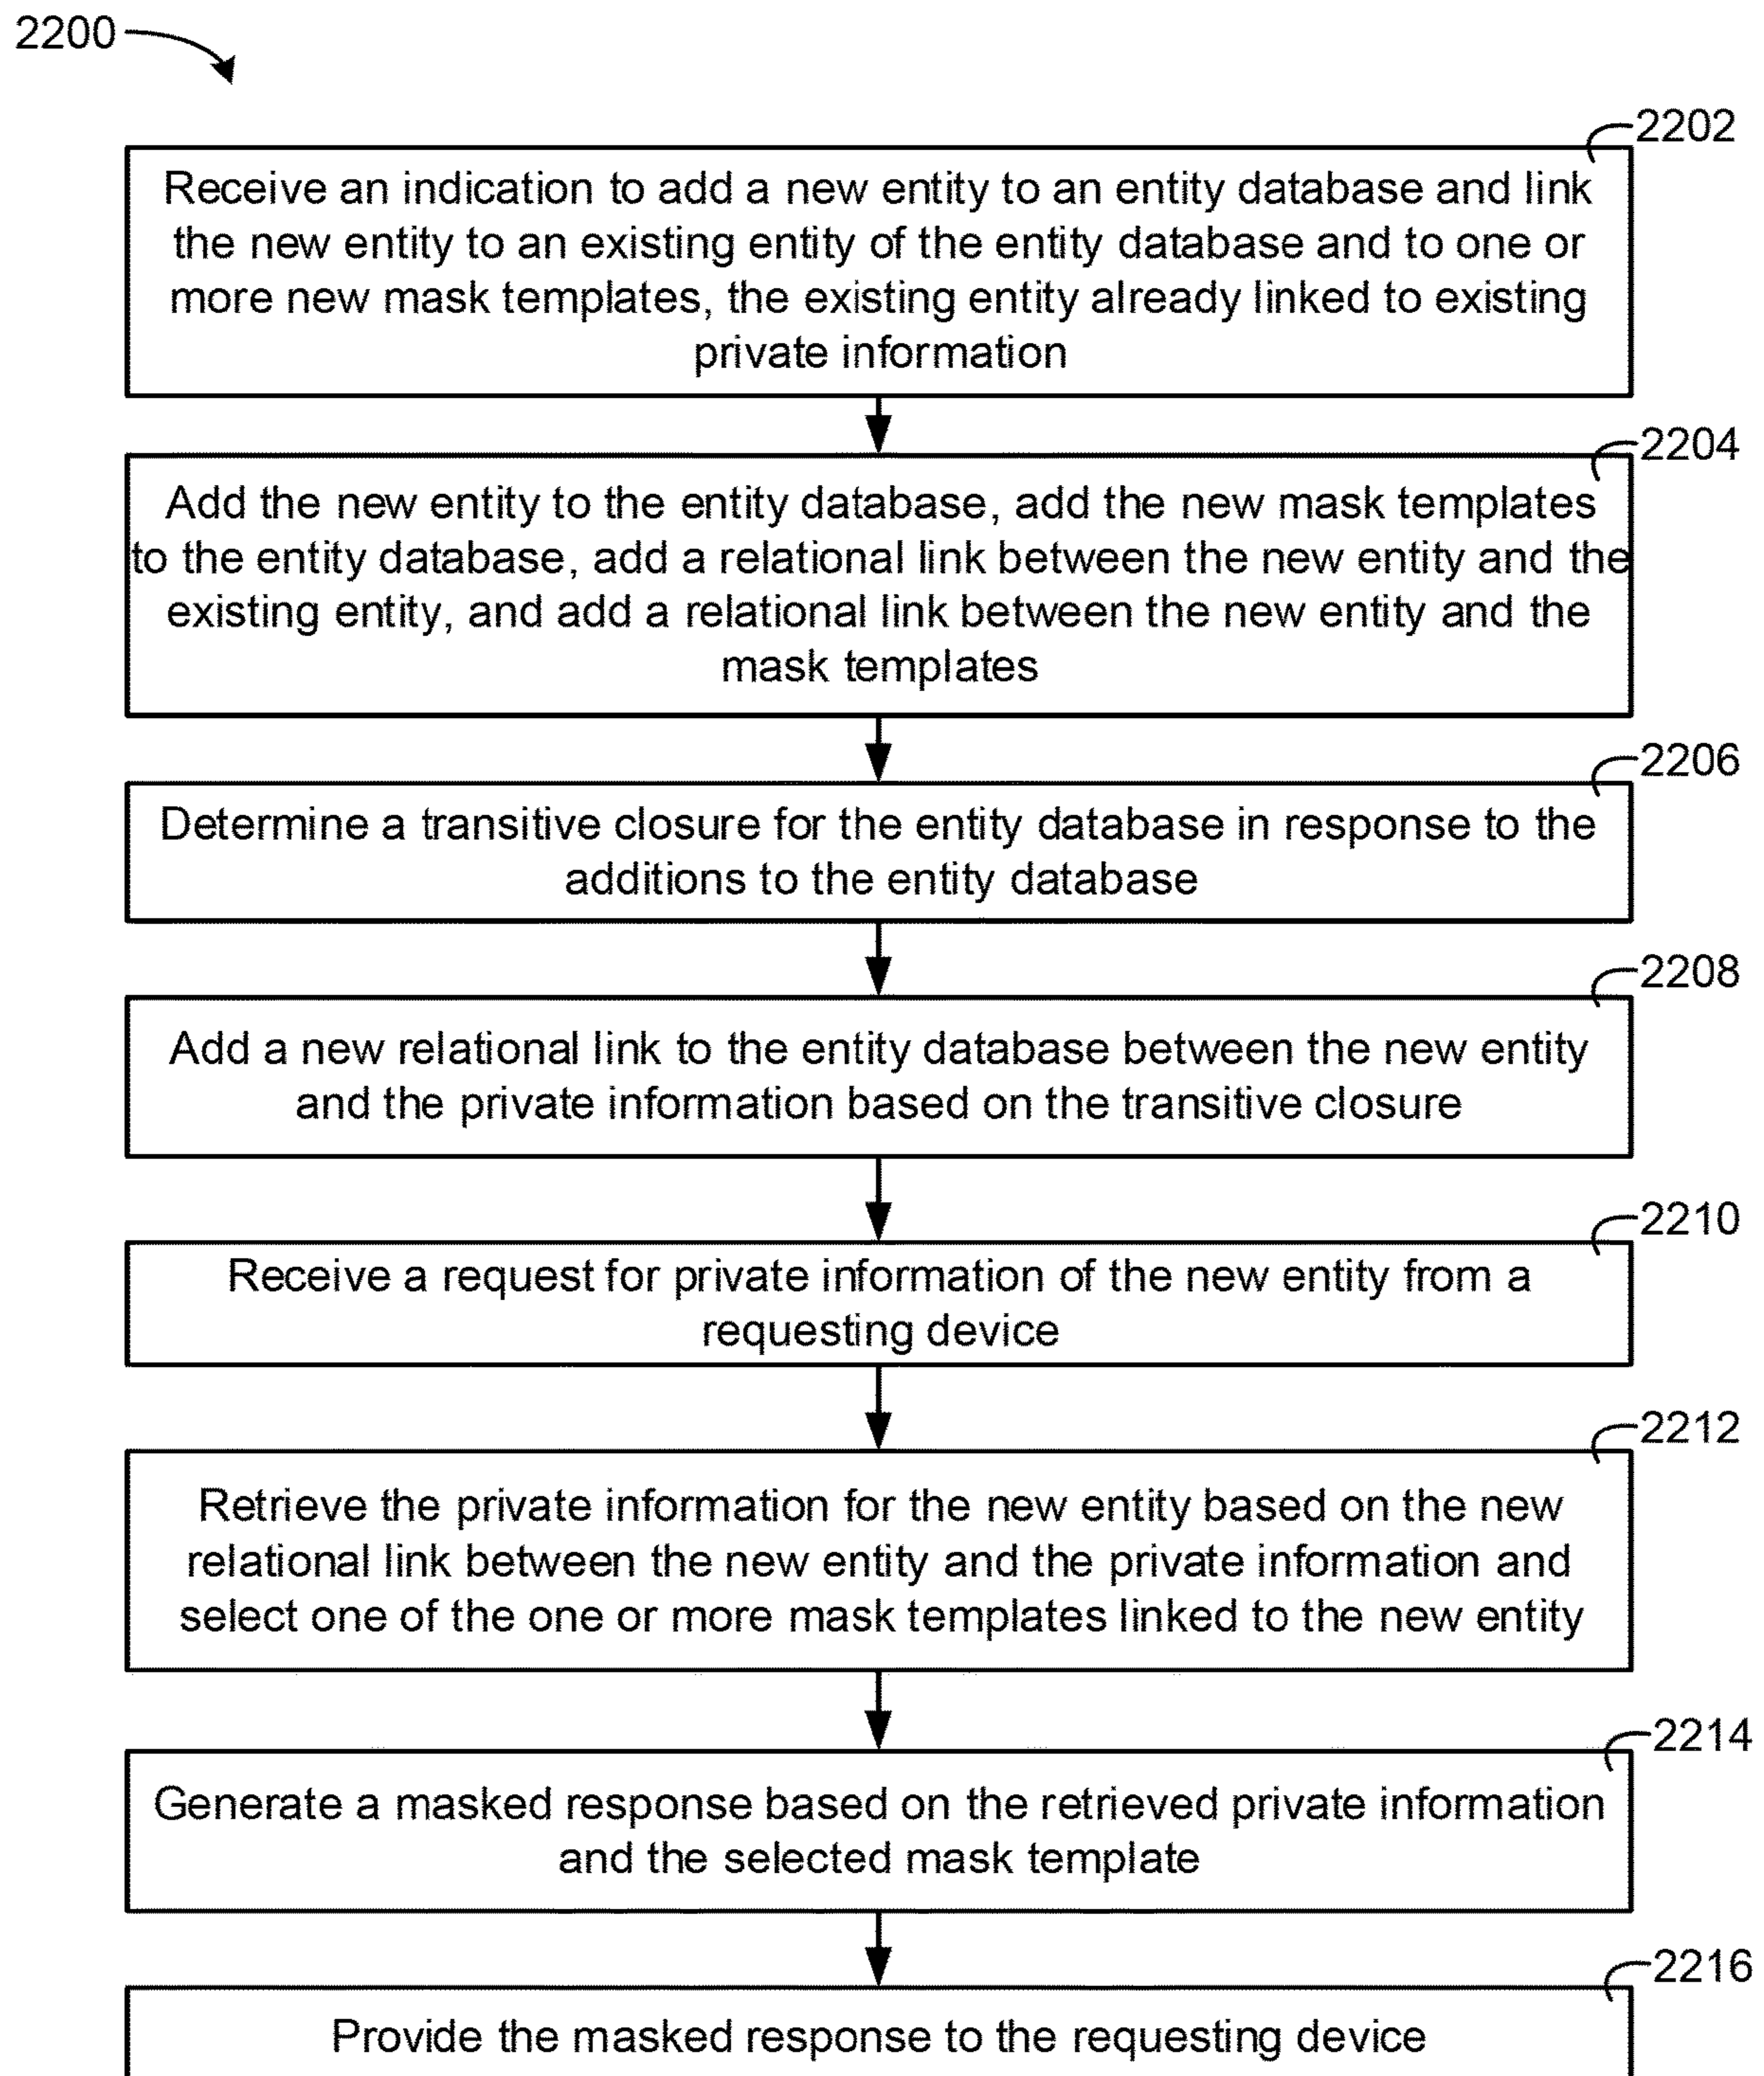 2200
2202
Receive an indication to add a new entity to an entity database and link
the new entity to an existing entity of the entity database and to one or
more new mask templates, the existing entity already linked to existing
private information
2204
Add the new entity to the entity database, add the new mask templates
to the entity database, add a relational link between the new entity and the
existing entity, and add a relational link between the new entity and the
mask templates
2206
Determine a transitive closure for the entity database in response to the
additions to the entity database
2208
Add a new relational link to the entity database between the new entity
and the private information based on the transitive closure
2210
Receive a request for private information of the new entity from a
requesting device
2212
Retrieve the private information for the new entity based on the new
relational link between the new entity and the private information and
select one of the one or more mask templates linked to the new entity
2214
Generate a masked response based on the retrieved private information
and the selected mask template
2216
Provide the masked response to the requesting device